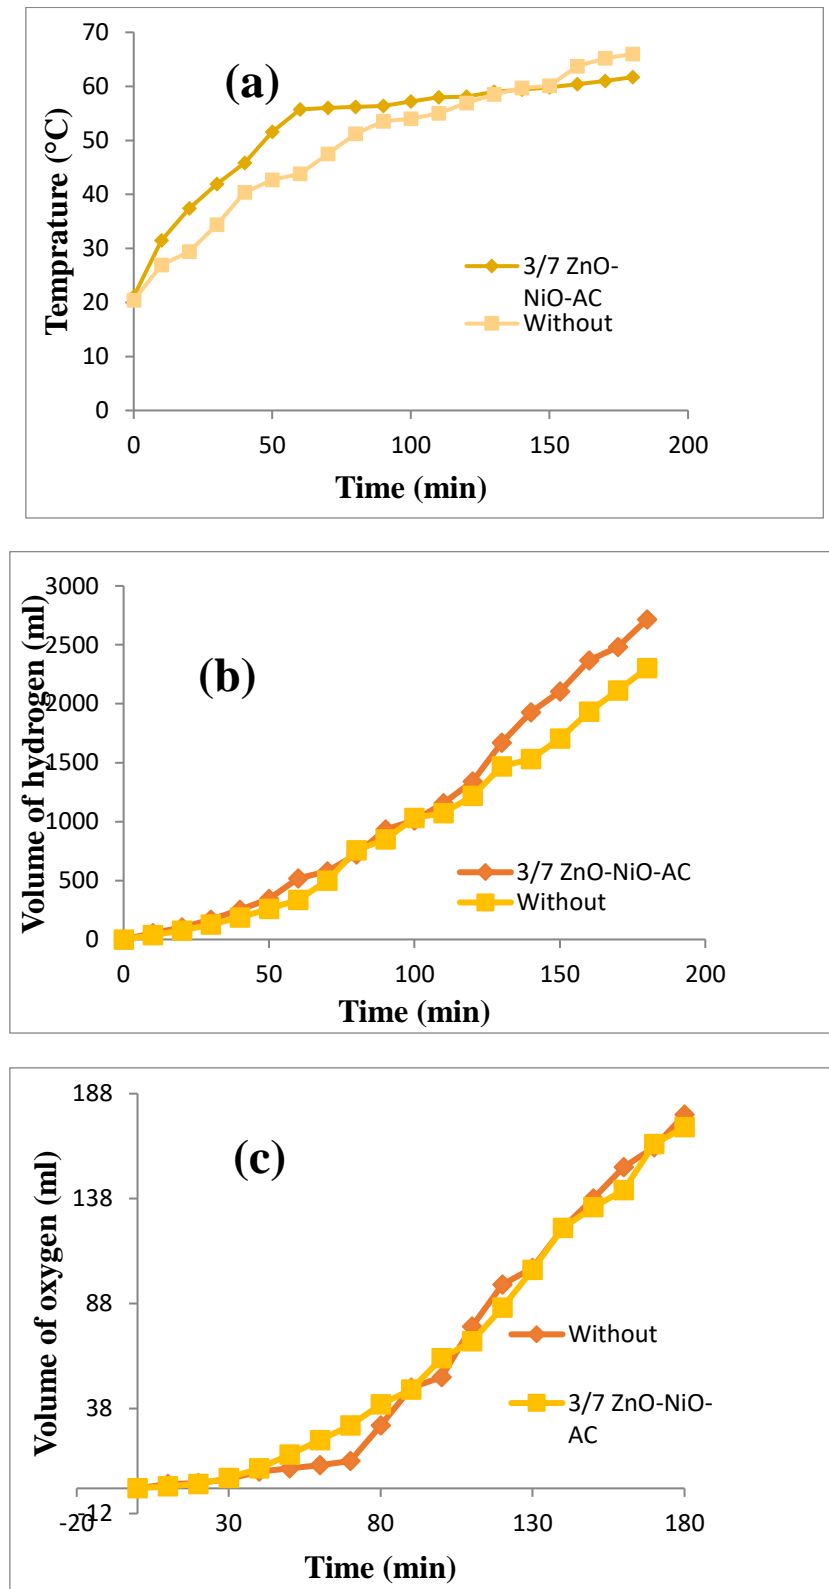 (a)
Temprature (°C)
70
60
50
40
30
20
10
0
3/7 ZnO-
NiO-AC
Without
0 50 100 150 200
Time (min)
(b)
Volume of hydrogen (ml)
3000
2500
2000
1500
1000
500
0
3/7 ZnO-NiO-AC
Without
0 50 100 150 200
Time (min)
(c)
Volume of oxygen (ml)
188
138
88
38
-12
Without
3/7 ZnO-NiO-
AC
-20 30 80 130 180
Time (min)